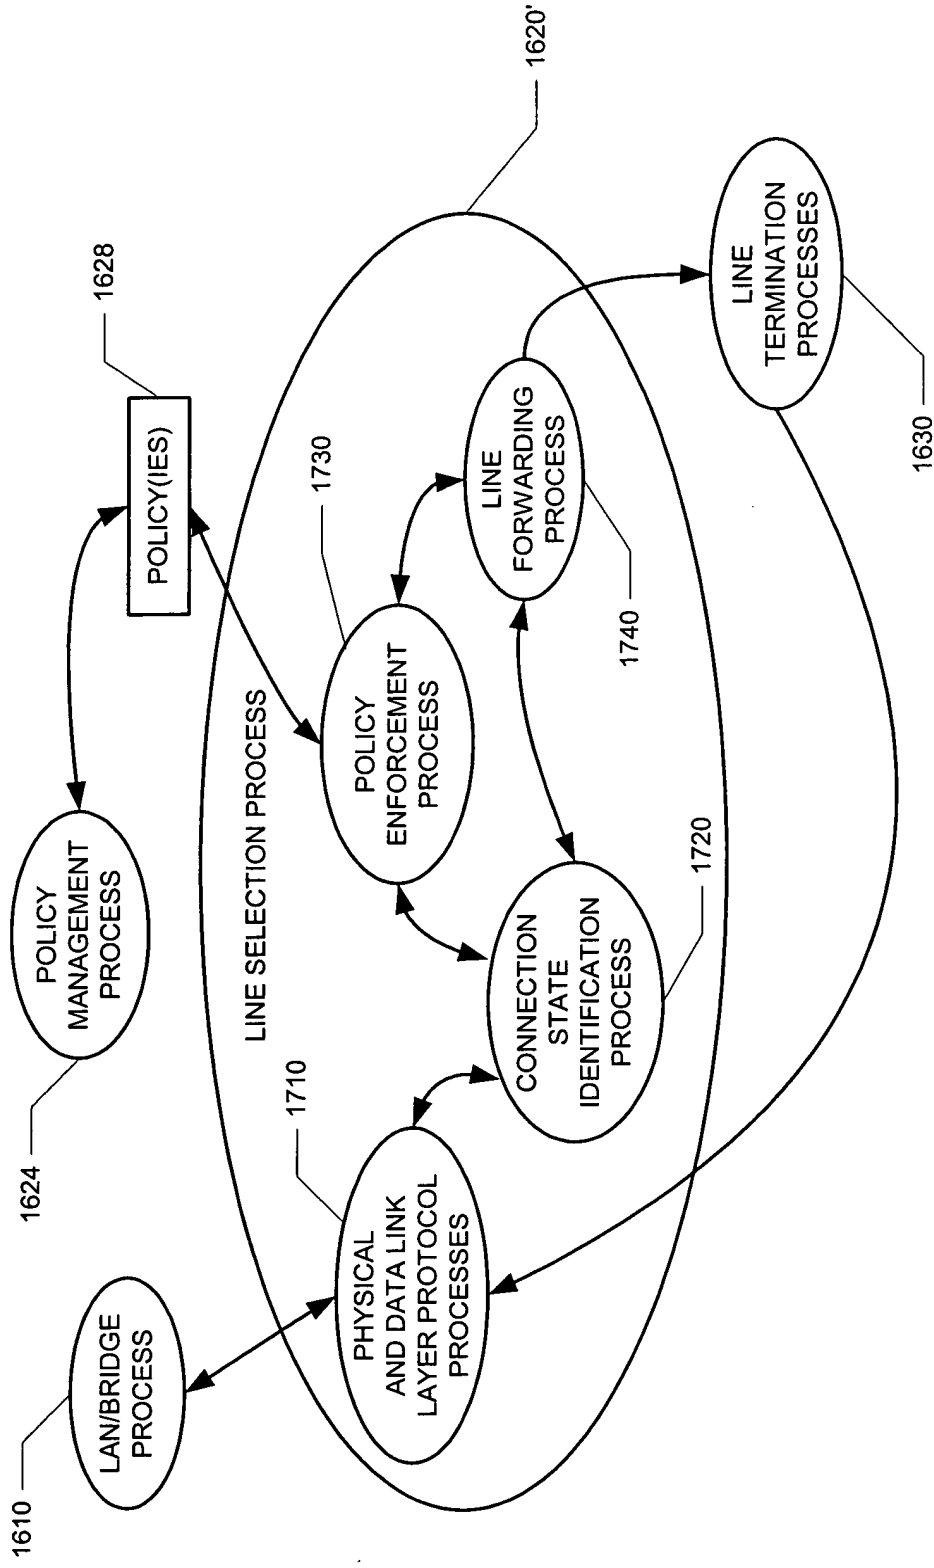 1610
LAN/BRIDGE
PROCESS
1624
POLICY
MANAGEMENT
PROCESS
POLICY(IES)
1628
LINE SELECTION PROCESS
1620'
1710
PHYSICAL
AND DATA LINK
LAYER PROTOCOL
PROCESSES
POLICY
ENFORCEMENT
PROCESS
1730
CONNECTION
STATE
IDENTIFICATION
PROCESS
1720
LINE
FORWARDING
PROCESS
1740
LINE
TERMINATION
PROCESSES
1630